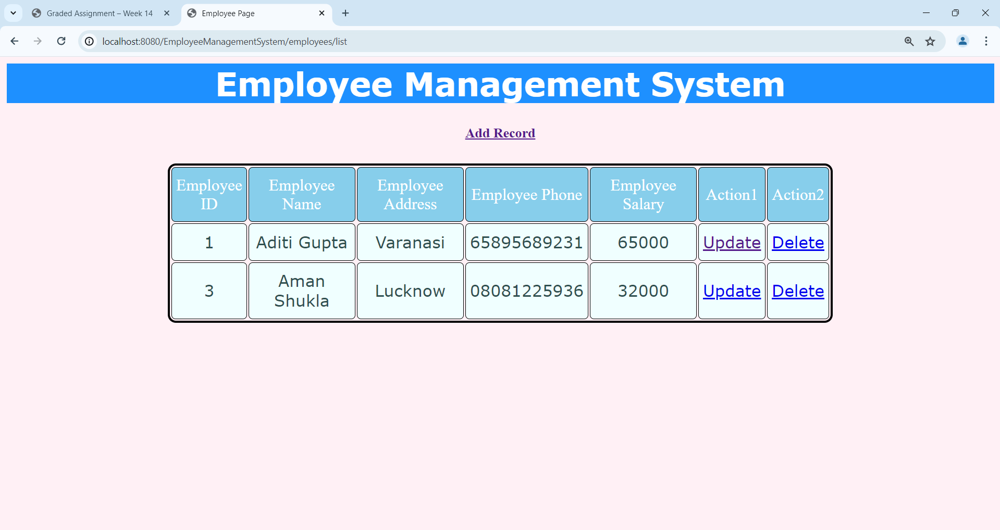 Graded Assignment – Week 14
Employee Page
localhost:8080/EmployeeManagementSystem/employees/list
Employee Management System
Add Record
Employee ID Employee Name Employee Address Employee Phone Employee Salary Action1 Action2
1 Aditi Gupta Varanasi 65895689231 65000 Update Delete
3 Aman Shukla Lucknow 08081225936 32000 Update Delete